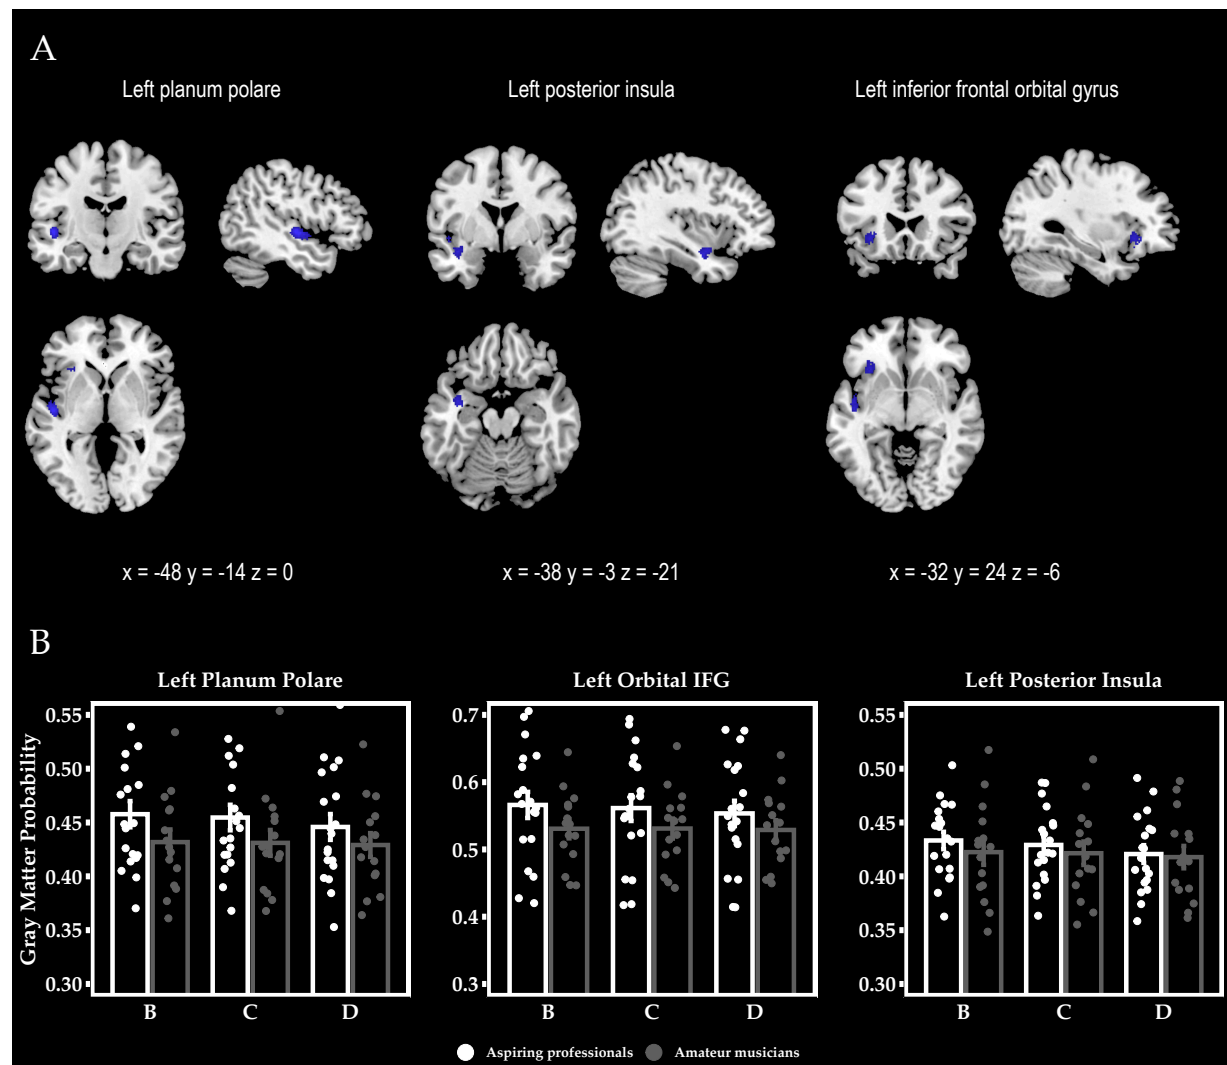 A
Left planum polare
Left posterior insula
Left inferior frontal orbital gyrus
x = -48 y = -14 z = 0
x = -38 y = -3 z = -21
x = -32 y = 24 z = -6
B
Left Planum Polare
Left Orbital IFG
Left Posterior Insula
Gray Matter Probability
0.55
0.50
0.45
0.40
0.35
0.30
B C D
0.7
0.6
0.5
0.4
0.3
B C D
0.55
0.50
0.45
0.40
0.35
0.30
B C D
Aspiring professionals
Amateur musicians